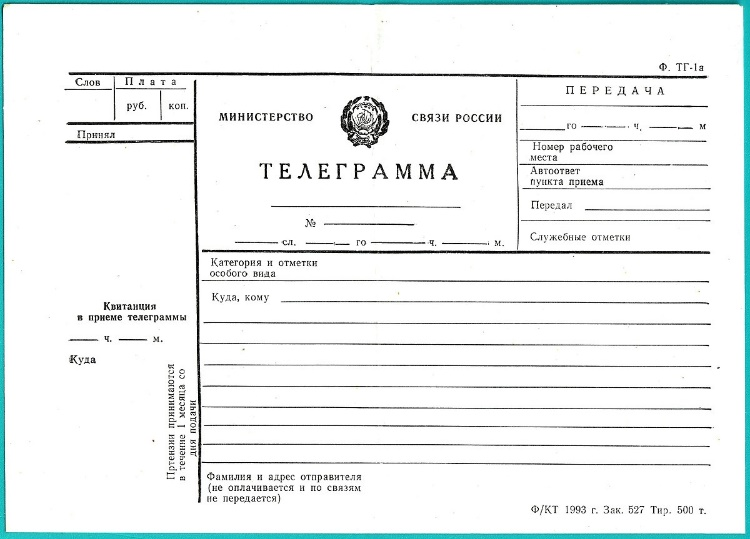 Ф. ТГ-1а
Слов
Плата
руб. коп.
Принял
МИНИСТЕРСТВО СВЯЗИ РОССИИ
ТЕЛЕГРАММА
№
сл. го ч. м.
ПЕРЕДАЧА
го ч. м
Номер рабочего
места
Автоответ
пункта приема
Передал
Служебные отметки
Категория и отметки
особого вида
Куда, кому
Квитанция
в приеме телеграммы
ч. м.
Куда
Пртензии принимаются
в течение 1 месяца со
дня подачи
Фамилия и адрес отправителя
(не оплачивается и по связям
не передается)
Ф/КТ 1993 г. Зак. 527 Тир. 500 т.